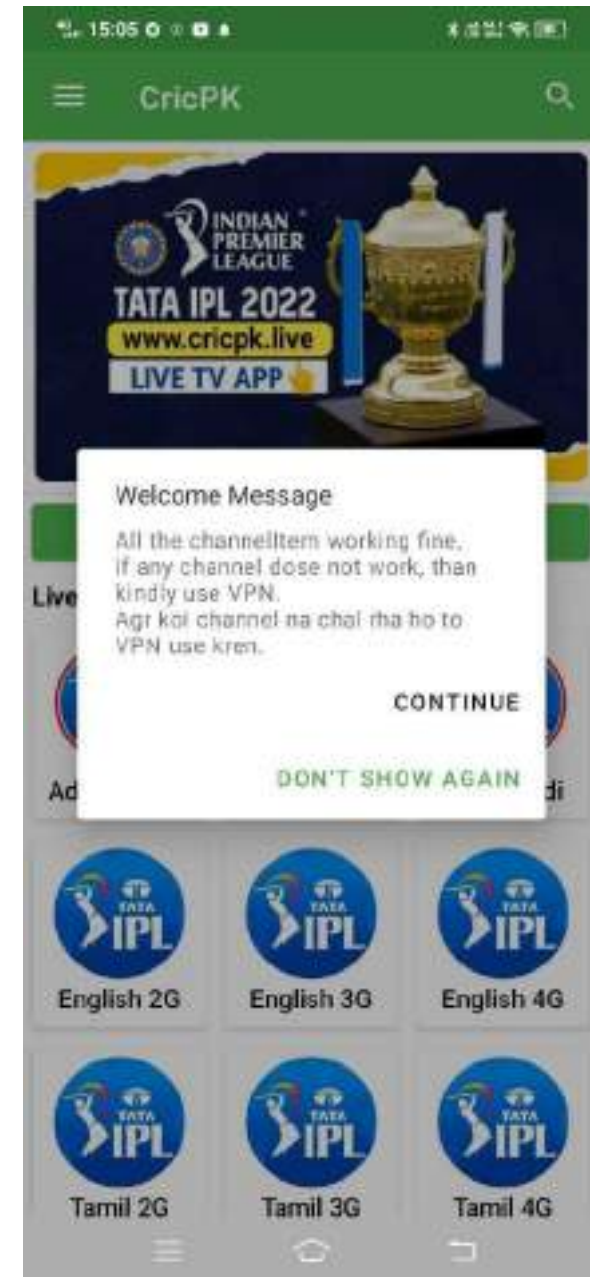 15:05
CricPK
INDIAN
PREMIER
LEAGUE
TATA IPL 2022
www.cricpk.live
LIVE TV APP
Welcome Message
All the channelItem working fine,
if any channel dose not work, than
kindly use VPN.
Agr koi channel na chal rha ho to
VPN use kren.
CONTINUE
DON'T SHOW AGAIN
Live
Ad
di
TATA IPL
TATA IPL
TATA IPL
English 2G
English 3G
English 4G
TATA IPL
TATA IPL
TATA IPL
Tamil 2G
Tamil 3G
Tamil 4G